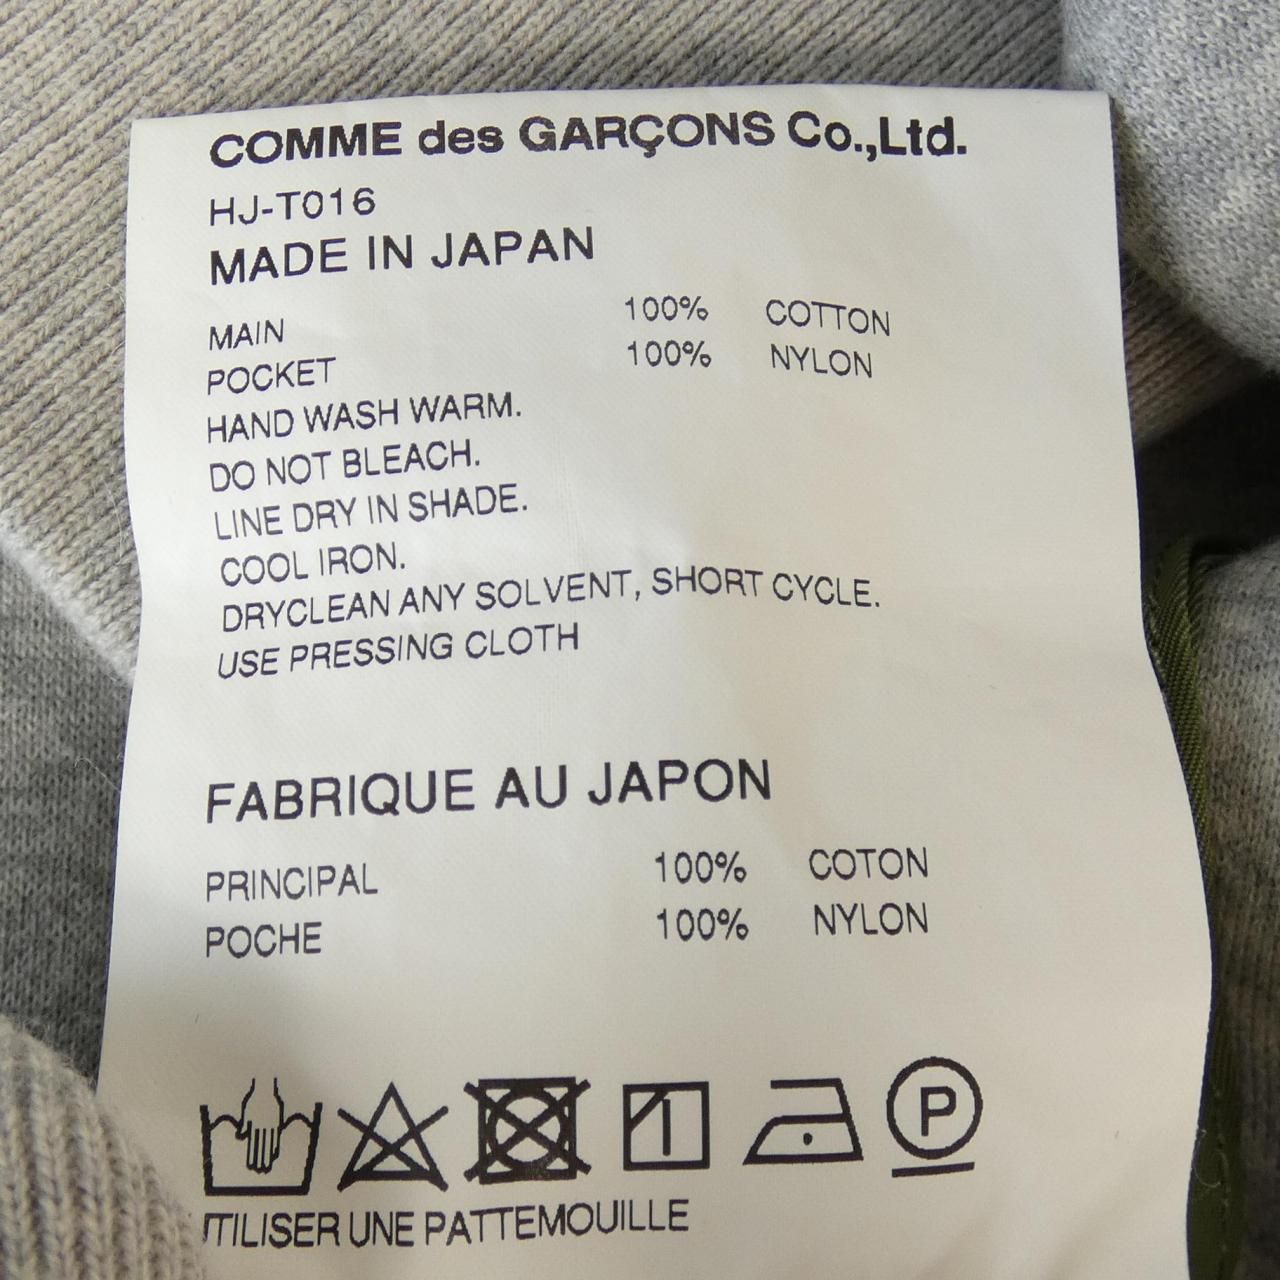 COMME des GARÇONS Co.,Ltd.
HJ-T016
MADE IN JAPAN
MAIN 100% COTTON
POCKET 100% NYLON
HAND WASH WARM.
DO NOT BLEACH.
LINE DRY IN SHADE.
COOL IRON.
DRYCLEAN ANY SOLVENT, SHORT CYCLE.
USE PRESSING CLOTH
FABRIQUE AU JAPON
PRINCIPAL 100% COTON
POCHE 100% NYLON
P
TILISER UNE PATTEMOUILLE